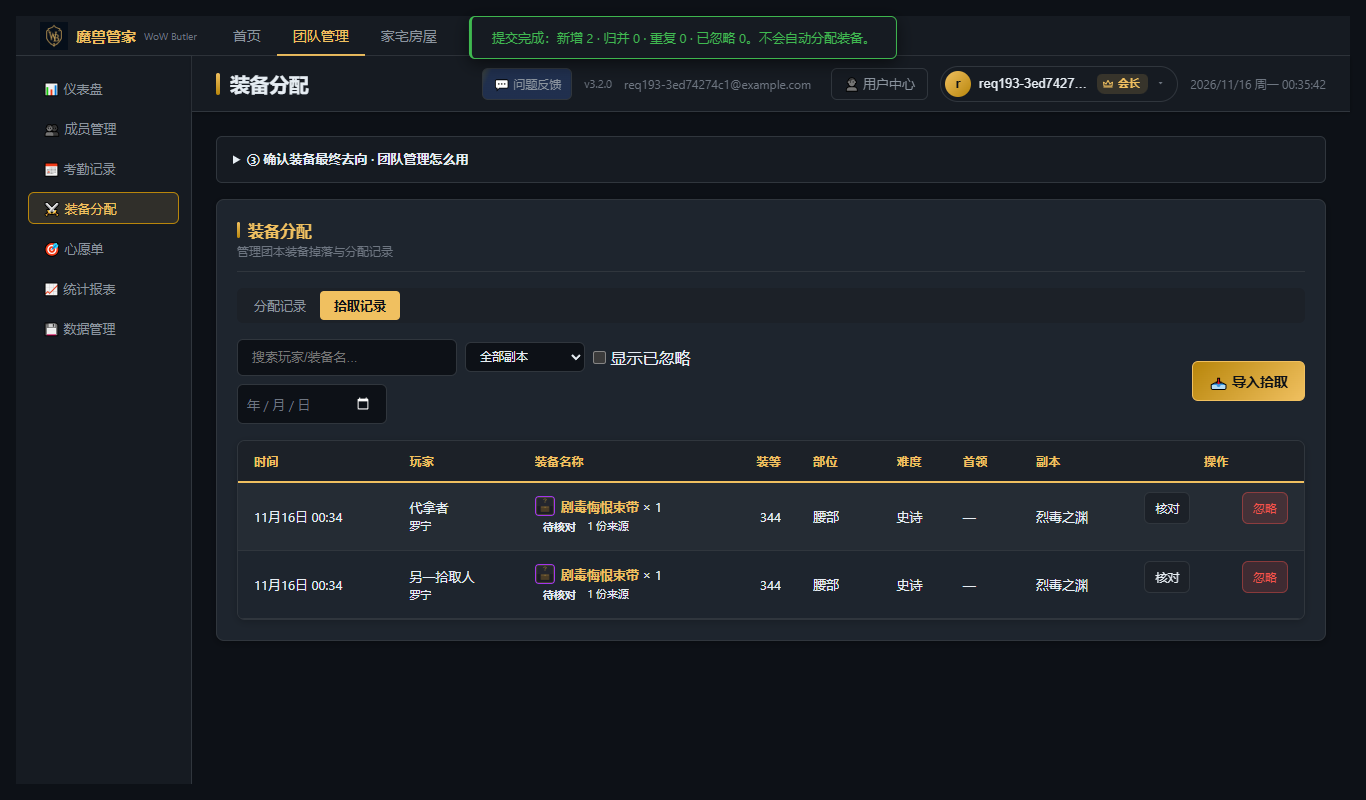 魔兽管家 WoW Butler 首页 团队管理 家宅房屋
提交完成：新增 2 · 归并 0 · 重复 0 · 已忽略 0。不会自动分配装备。
装备分配 问题反馈 v3.2.0 req193-3ed74274c1@example.com 用户中心 r req193-3ed7427... 会长 2026/11/16 周一 00:35:42
仪表盘
成员管理
考勤记录
装备分配
心愿单
统计报表
数据管理
③ 确认装备最终去向 · 团队管理怎么用
装备分配
管理团本装备掉落与分配记录
分配记录 拾取记录
搜索玩家/装备名... 全部副本 显示已忽略
年 / 月 / 日
导入拾取
时间 玩家 装备名称 装等 部位 难度 首领 副本 操作
11月16日 00:34 代拿者 剧毒悔恨束带 × 1 344 腰部 史诗 — 烈毒之渊 核对 忽略
罗宁 待核对 1 份来源
11月16日 00:34 另一拾取人 剧毒悔恨束带 × 1 344 腰部 史诗 — 烈毒之渊 核对 忽略
罗宁 待核对 1 份来源